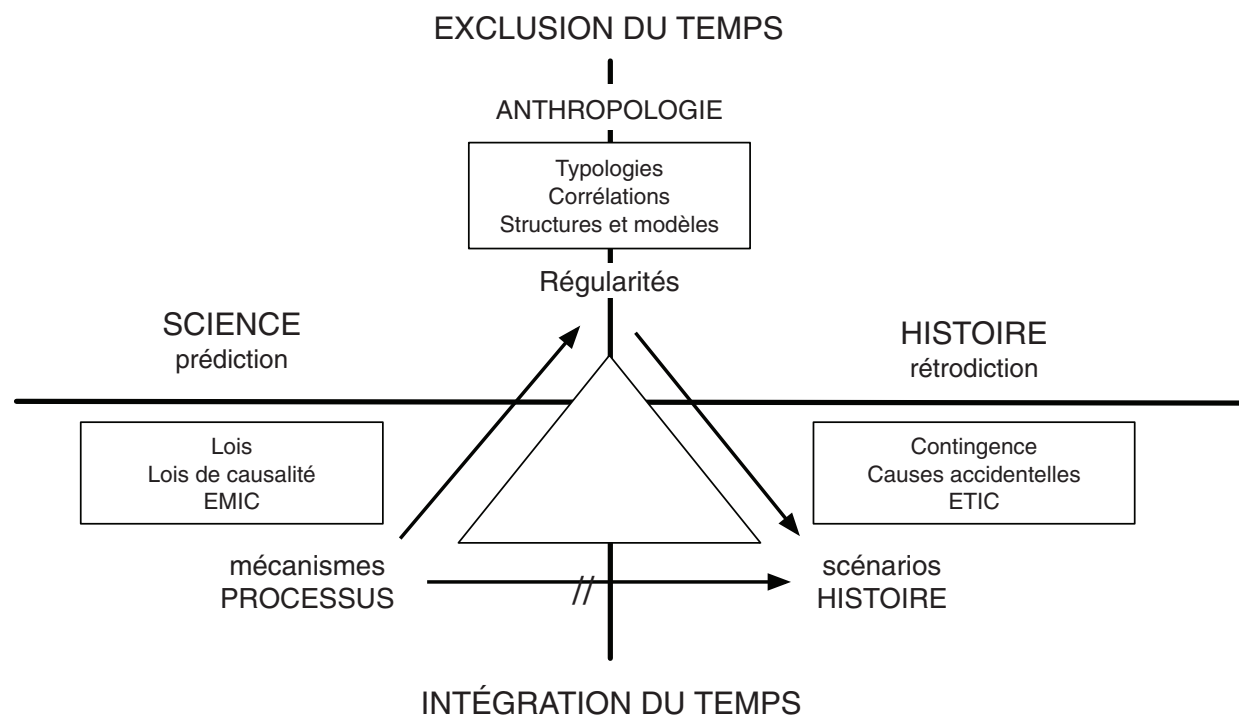 EXCLUSION DU TEMPS
ANTHROPOLOGIE
Typologies
Corrélations
Structures et modèles
Régularités
SCIENCE
prédiction
HISTOIRE
rétrodiction
Lois
Lois de causalité
EMIC
Contingence
Causes accidentelles
ETIC
mécanismes
PROCESSUS
//
scénarios
HISTOIRE
INTÉGRATION DU TEMPS